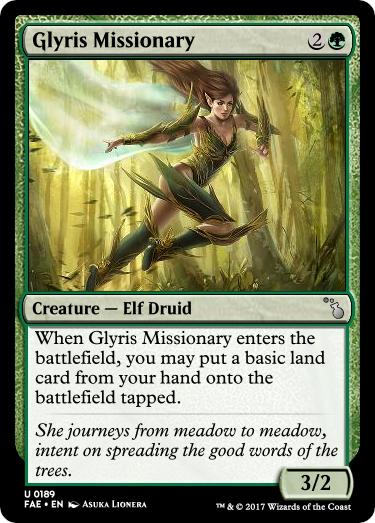 Glyris Missionary 2
Creature — Elf Druid
When Glyris Missionary enters the
battlefield, you may put a basic land
card from your hand onto the
battlefield tapped.
She journeys from meadow to meadow,
intent on spreading the good words of the
trees.
3/2
U 0189
FAE • EN Asuka Lionera
™ & © 2017 Wizards of the Coast